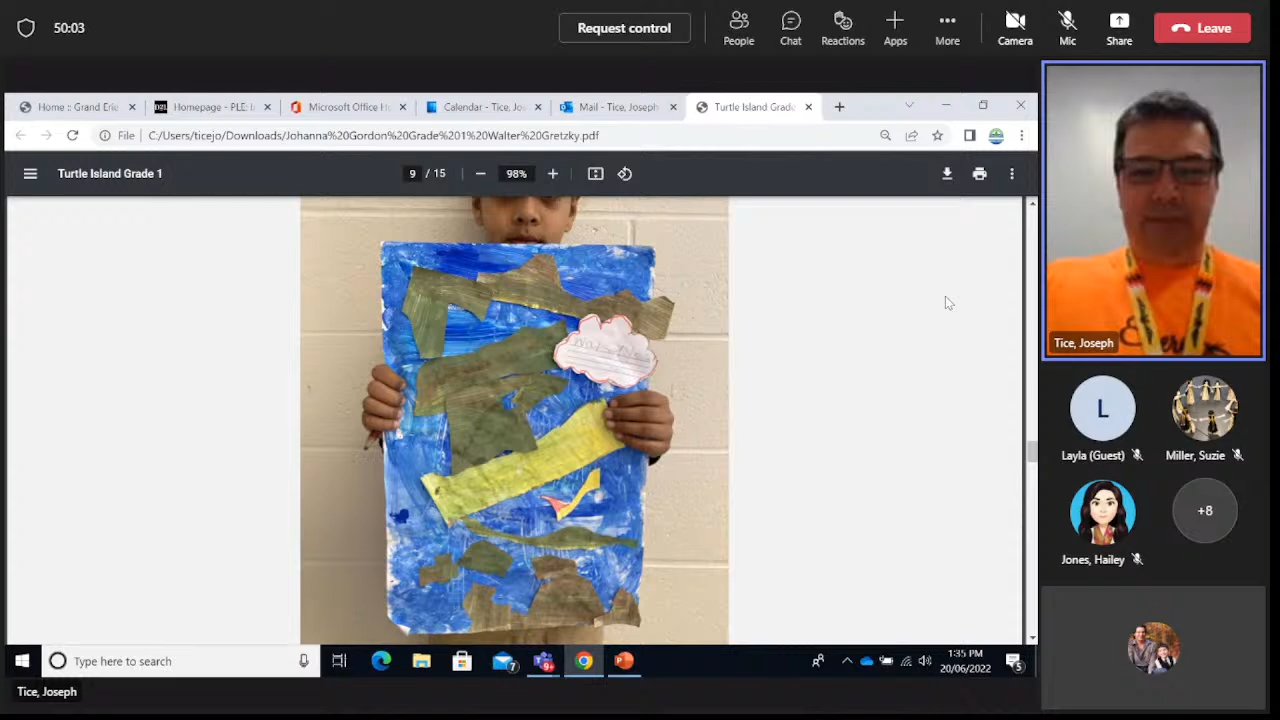 50:03
Request control
People
Chat
Reactions
Apps
More
Camera
Mic
Share
Leave
Home :: Grand Erie
Homepage - PLE: I
Microsoft Office H
Calendar - Tice, Jo
Mail - Tice, Joseph
Turtle Island Grade
File
C:/Users/ticejo/Downloads/Johanna%20Gordon%20Grade%201%20Walter%20Gretzky.pdf
Turtle Island Grade 1
9 / 15
98%
Tice, Joseph
L
Layla (Guest)
Miller, Suzie
Jones, Hailey
+8
Type here to search
7
9+
1:35 PM
20/06/2022
5
Tice, Joseph